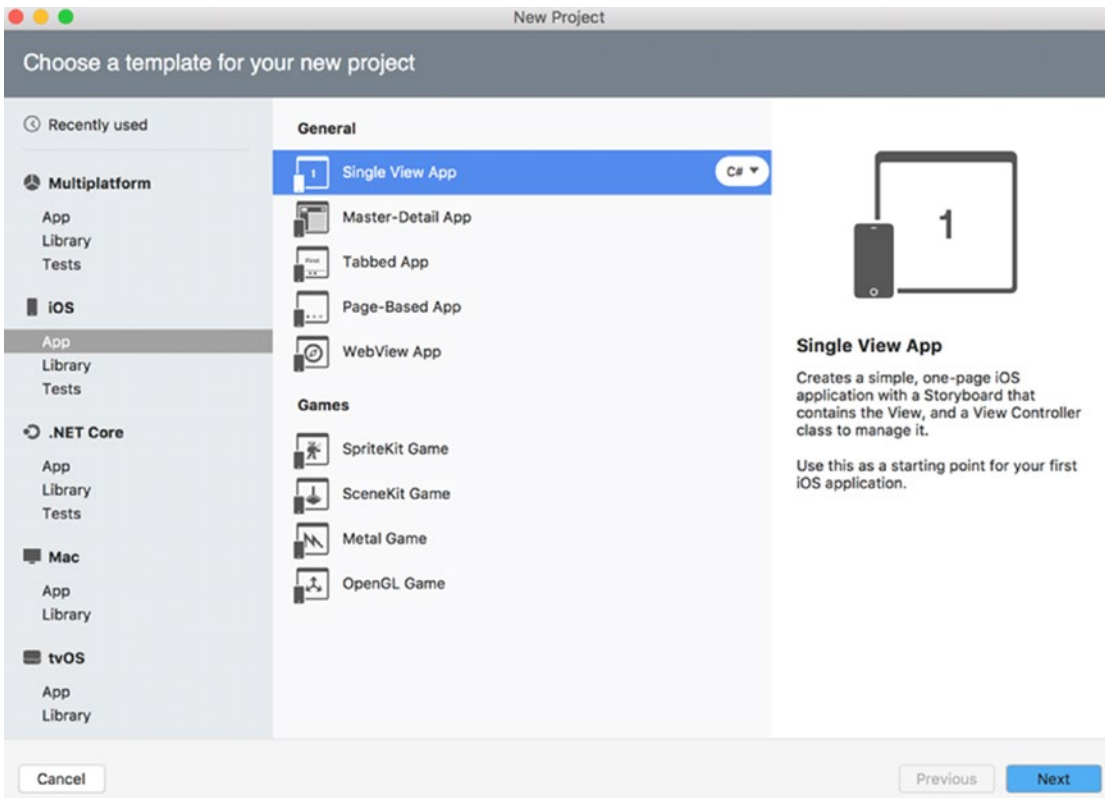 New Project
Choose a template for your new project
Recently used
Multiplatform
App
Library
Tests
iOS
App
Library
Tests
.NET Core
App
Library
Tests
Mac
App
Library
tvOS
App
Library
General
1
Single View App
C#
Master-Detail App
First
Tabbed App
Page-Based App
WebView App
Games
SpriteKit Game
SceneKit Game
Metal Game
OpenGL Game
1
Single View App
Creates a simple, one-page iOS
application with a Storyboard that
contains the View, and a View Controller
class to manage it.
Use this as a starting point for your first
iOS application.
Cancel
Previous
Next